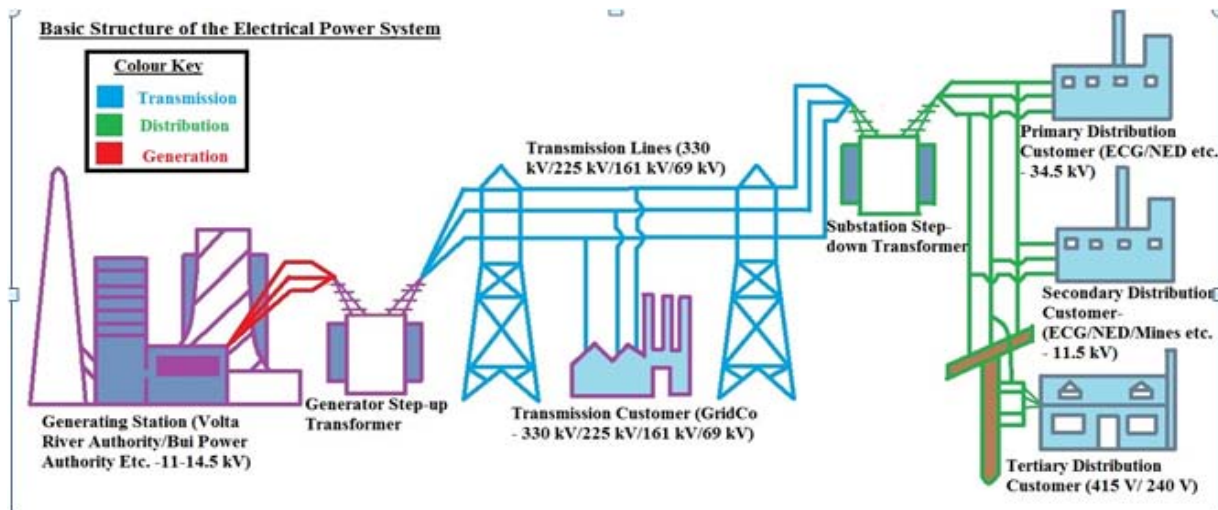 Basic Structure of the Electrical Power System
Colour Key
Transmission
Distribution
Generation
Transmission Lines (330
kV/225 kV/161 kV/69 kV)
Generating Station (Volta
River Authority/Bui Power
Authority Etc. -11-14.5 kV)
Generator Step-up
Transformer
Transmission Customer (GridCo
- 330 kV/225 kV/161 kV/69 kV)
Substation Step-
down Transformer
Primary Distribution
Customer (ECG/NED etc.
- 34.5 kV)
Secondary Distribution
Customer-
(ECG/NED/Mines etc.
- 11.5 kV)
Tertiary Distribution
Customer (415 V/ 240 V)